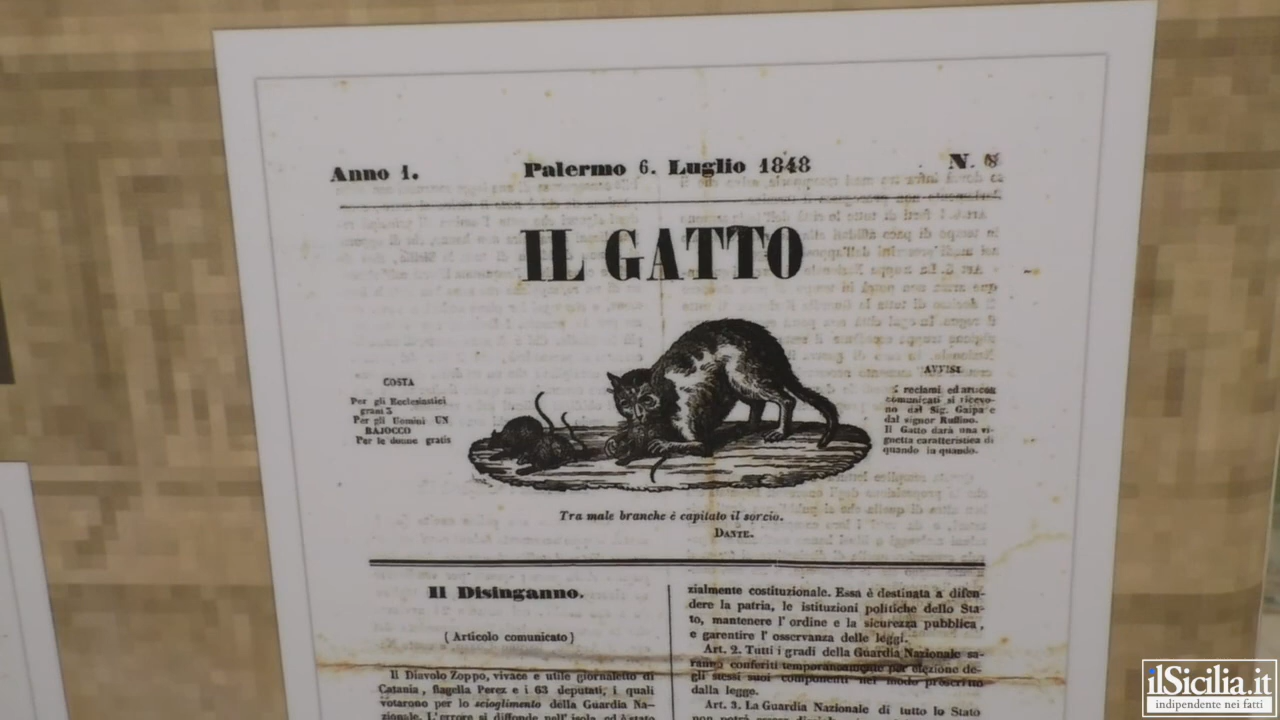 Anno 1. Palermo 6. Luglio 1848 N. 8
IL GATTO
COSTA
Per gli Ecclesiastici
grani 3
Per gli Uomini UN
BAJOCCO
Per le donne gratis
AVVISI
I reclami ed articoli
comunicati si ricevo-
no dal Sig. Gaipa e
dal signor Ruffino.
Il Gatto darà una vi-
gnetta caratteristica di
quando in quando.
Tra male branche è capitato il sorcio.
DANTE.
Il Disinganno.
( Articolo comunicato )
Il Diavolo Zoppo, vivace e utile giornaletto di
Catania, flagella Perez e i 63 deputati, i quali
votarono per lo scioglimento della Guardia Na-
zionale. L'errore si diffonde nell' isola, ed è stato
zialmente costituzionale. Essa è destinata a difen-
dere la patria, le istituzioni politiche dello Sta-
to, mantenere l' ordine e la sicurezza pubblica,
e garentire l' osservanza delle leggi.
Art. 2. Tutti i gradi della Guardia Nazionale sa-
ranno conferiti temporaneamente per elezione de-
gli stessi suoi componenti nel modo prescritto
dalla legge.
Art. 3. La Guardia Nazionale di tutto lo Stato
non potrà
ilSicilia.it
indipendente nei fatti